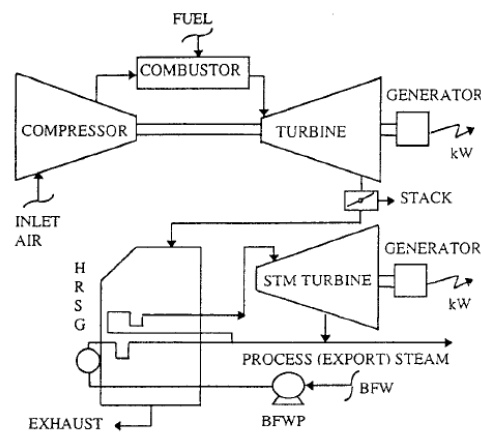 FUEL
COMBUSTOR
COMPRESSOR
TURBINE
GENERATOR
kW
INLET
AIR
STACK
GENERATOR
H
R
S
G
STM TURBINE
kW
PROCESS (EXPORT) STEAM
BFW
BFWP
EXHAUST